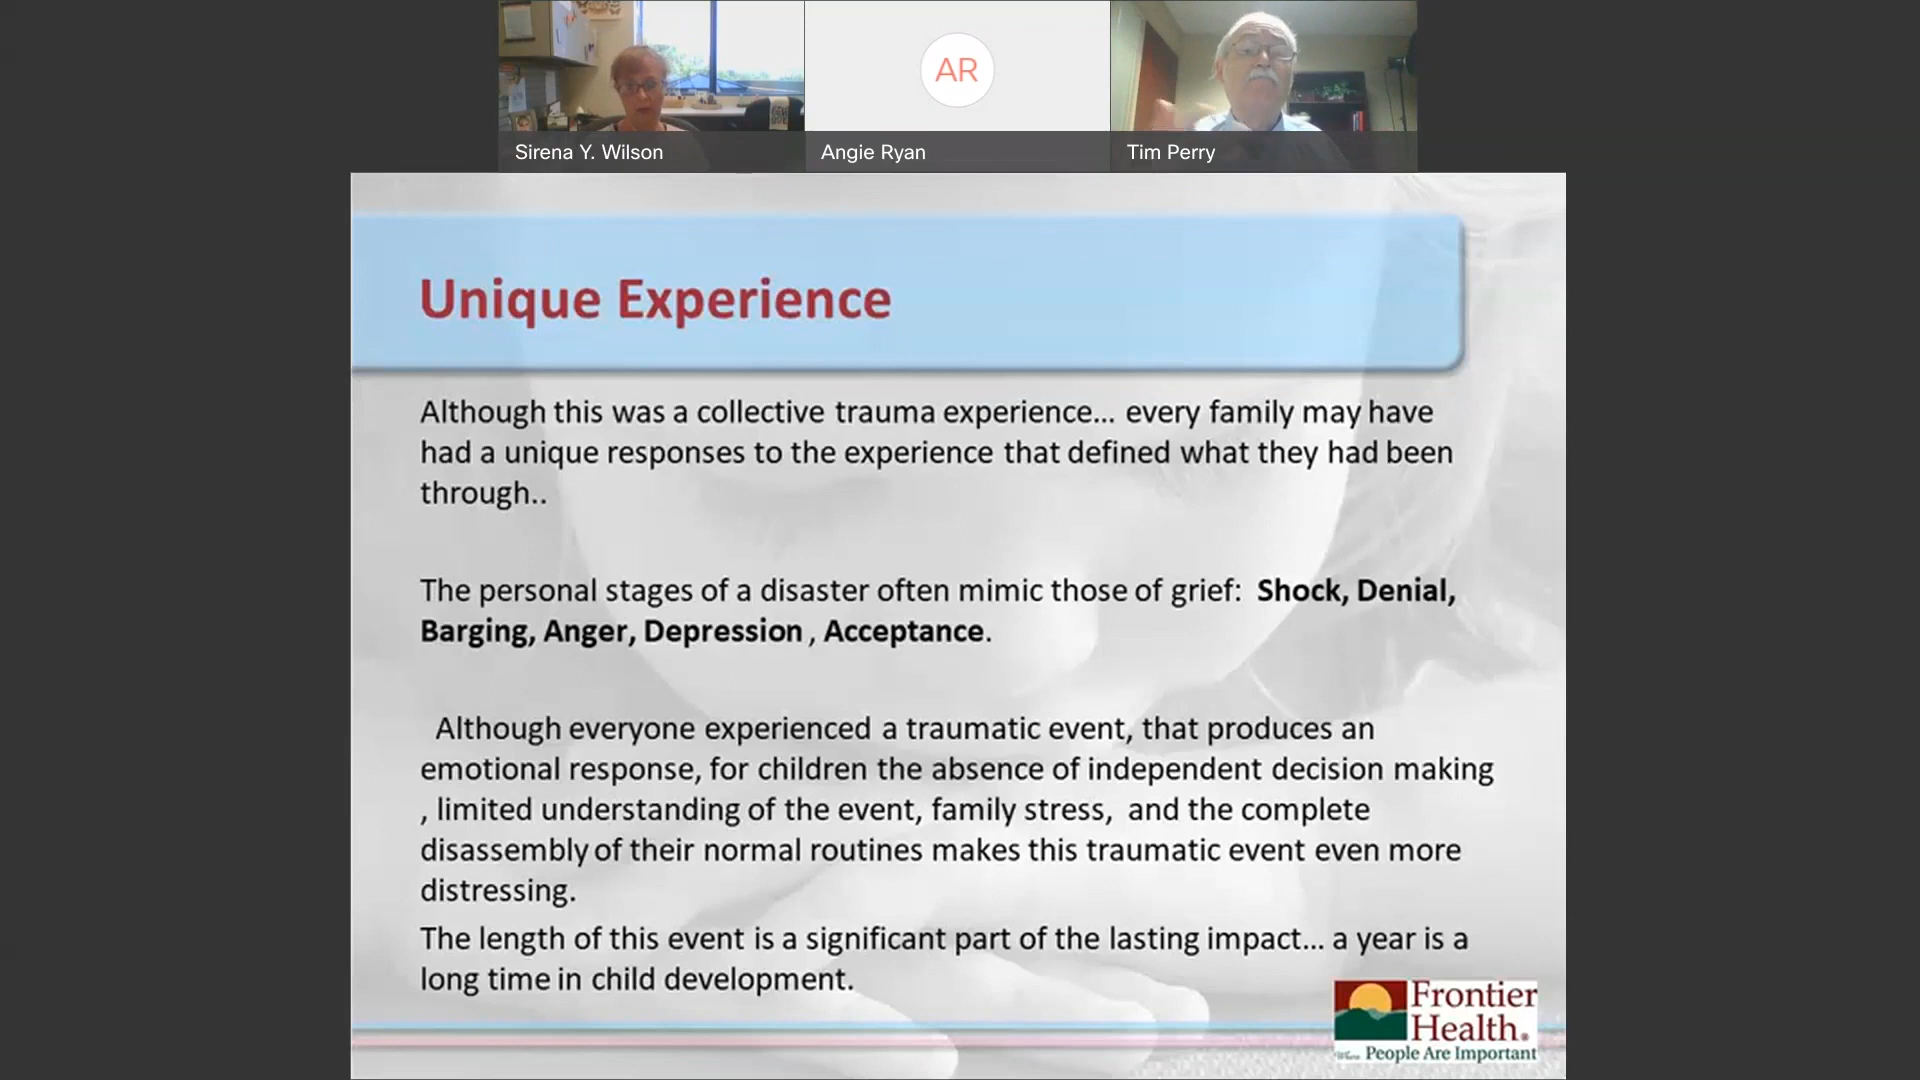 AR
Sirena Y. Wilson
Angie Ryan
Tim Perry
Unique Experience
Although this was a collective trauma experience... every family may have
had a unique responses to the experience that defined what they had been
through..
The personal stages of a disaster often mimic those of grief: Shock, Denial,
Barging, Anger, Depression , Acceptance.
Although everyone experienced a traumatic event, that produces an
emotional response, for children the absence of independent decision making
, limited understanding of the event, family stress, and the complete
disassembly of their normal routines makes this traumatic event even more
distressing.
The length of this event is a significant part of the lasting impact... a year is a
long time in child development.
Frontier
Health®
Where People Are Important